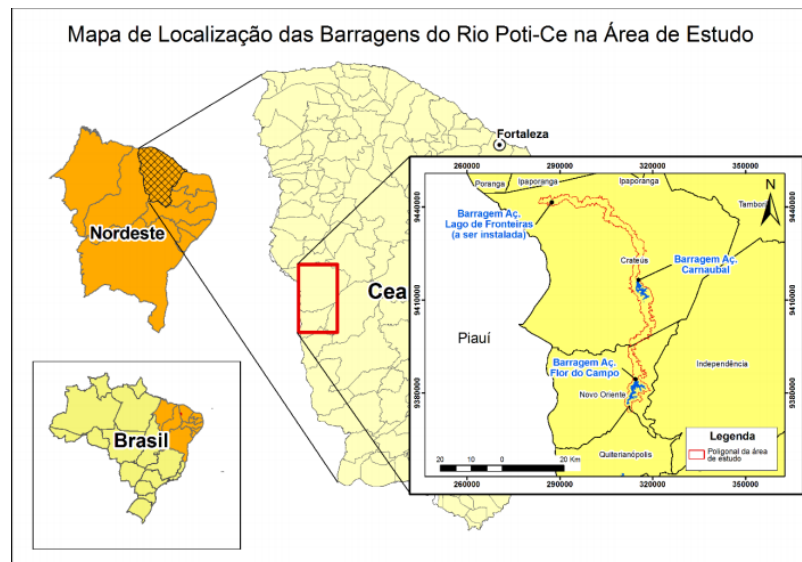 Mapa de Localização das Barragens do Rio Poti-Ce na Área de Estudo
Fortaleza
Nordeste
Cea
Brasil
260000
290000
320000
350000
Poranga
Ipaporanga
Ipaporanga
N
Tamboril
9440000
9440000
Barragem Aç.
Lago de Fronteiras
(a ser instalada)
Crateús
Barragem Aç.
Carnaubal
9410000
9410000
Piauí
Barragem Aç.
Flor do Campo
Independência
9380000
9380000
Novo Oriente
Quiterianópolis
Legenda
Poligonal da área
de estudo
20
10
0
20 Km
260000
290000
320000
350000